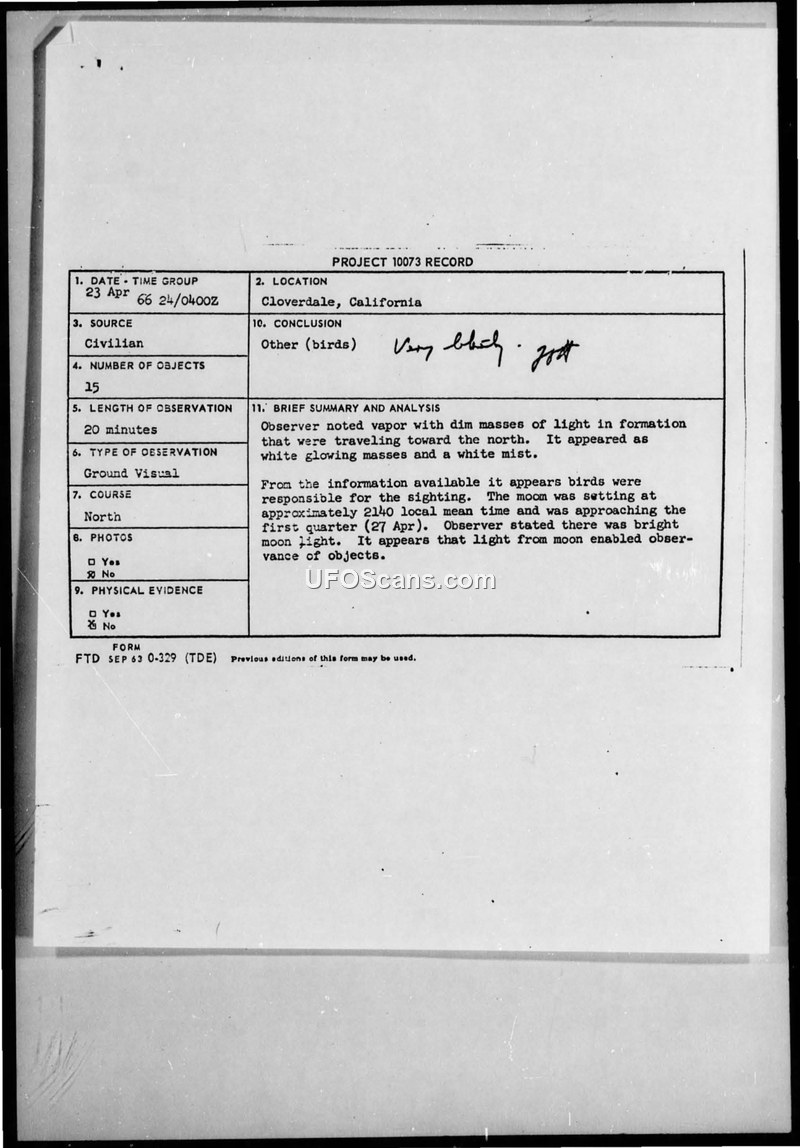 PROJECT 10073 RECORD
1. DATE - TIME GROUP
23 Apr 66 24/0400Z
2. LOCATION
Cloverdale, California
3. SOURCE
Civilian
10. CONCLUSION
Other (birds) Very likely.
4. NUMBER OF OBJECTS
15
5. LENGTH OF OBSERVATION
20 minutes
11. BRIEF SUMMARY AND ANALYSIS
Observer noted vapor with dim masses of light in formation
that were traveling toward the north. It appeared as
white glowing masses and a white mist.
From the information available it appears birds were
responsible for the sighting. The moon was setting at
approximately 2140 local mean time and was approaching the
first quarter (27 Apr). Observer stated there was bright
moon light. It appears that light from moon enabled obser-
vance of objects.
6. TYPE OF OBSERVATION
Ground Visual
7. COURSE
North
8. PHOTOS
□ Yes
☒ No
9. PHYSICAL EVIDENCE
□ Yes
☒ No
UFOScans.com
FORM
FTD SEP 63 0-329 (TDE) Previous editions of this form may be used.